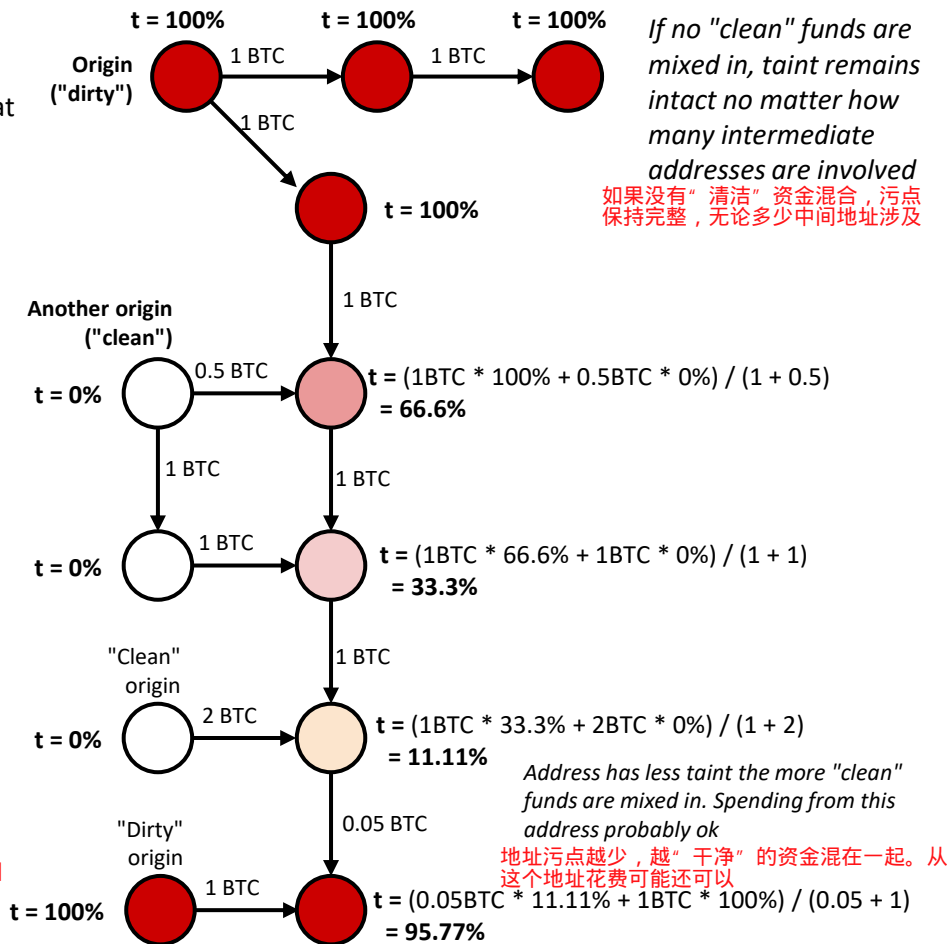 t = 100%
t = 100%
t = 100%
Origin
("dirty")
1 BTC
1 BTC
at
1 BTC
If no "clean" funds are
mixed in, taint remains
intact no matter how
many intermediate
addresses are involved
如果没有“ 清洁” 资金混合，污点
保持完整，无论多少中间地址涉及
t = 100%
1 BTC
Another origin
("clean")
0.5 BTC
t = 0%
t = (1BTC * 100% + 0.5BTC * 0%) / (1 + 0.5)
= 66.6%
1 BTC
1 BTC
1 BTC
t = 0%
t = (1BTC * 66.6% + 1BTC * 0%) / (1 + 1)
= 33.3%
1 BTC
"Clean"
origin
2 BTC
t = 0%
t = (1BTC * 33.3% + 2BTC * 0%) / (1 + 2)
= 11.11%
Address has less taint the more "clean"
funds are mixed in. Spending from this
address probably ok
地址污点越少，越“ 干净” 的资金混在一起。从
这个地址花费可能还可以
0.05 BTC
"Dirty"
origin
1 BTC
t = 100%
t = (0.05BTC * 11.11% + 1BTC * 100%) / (0.05 + 1)
= 95.77%